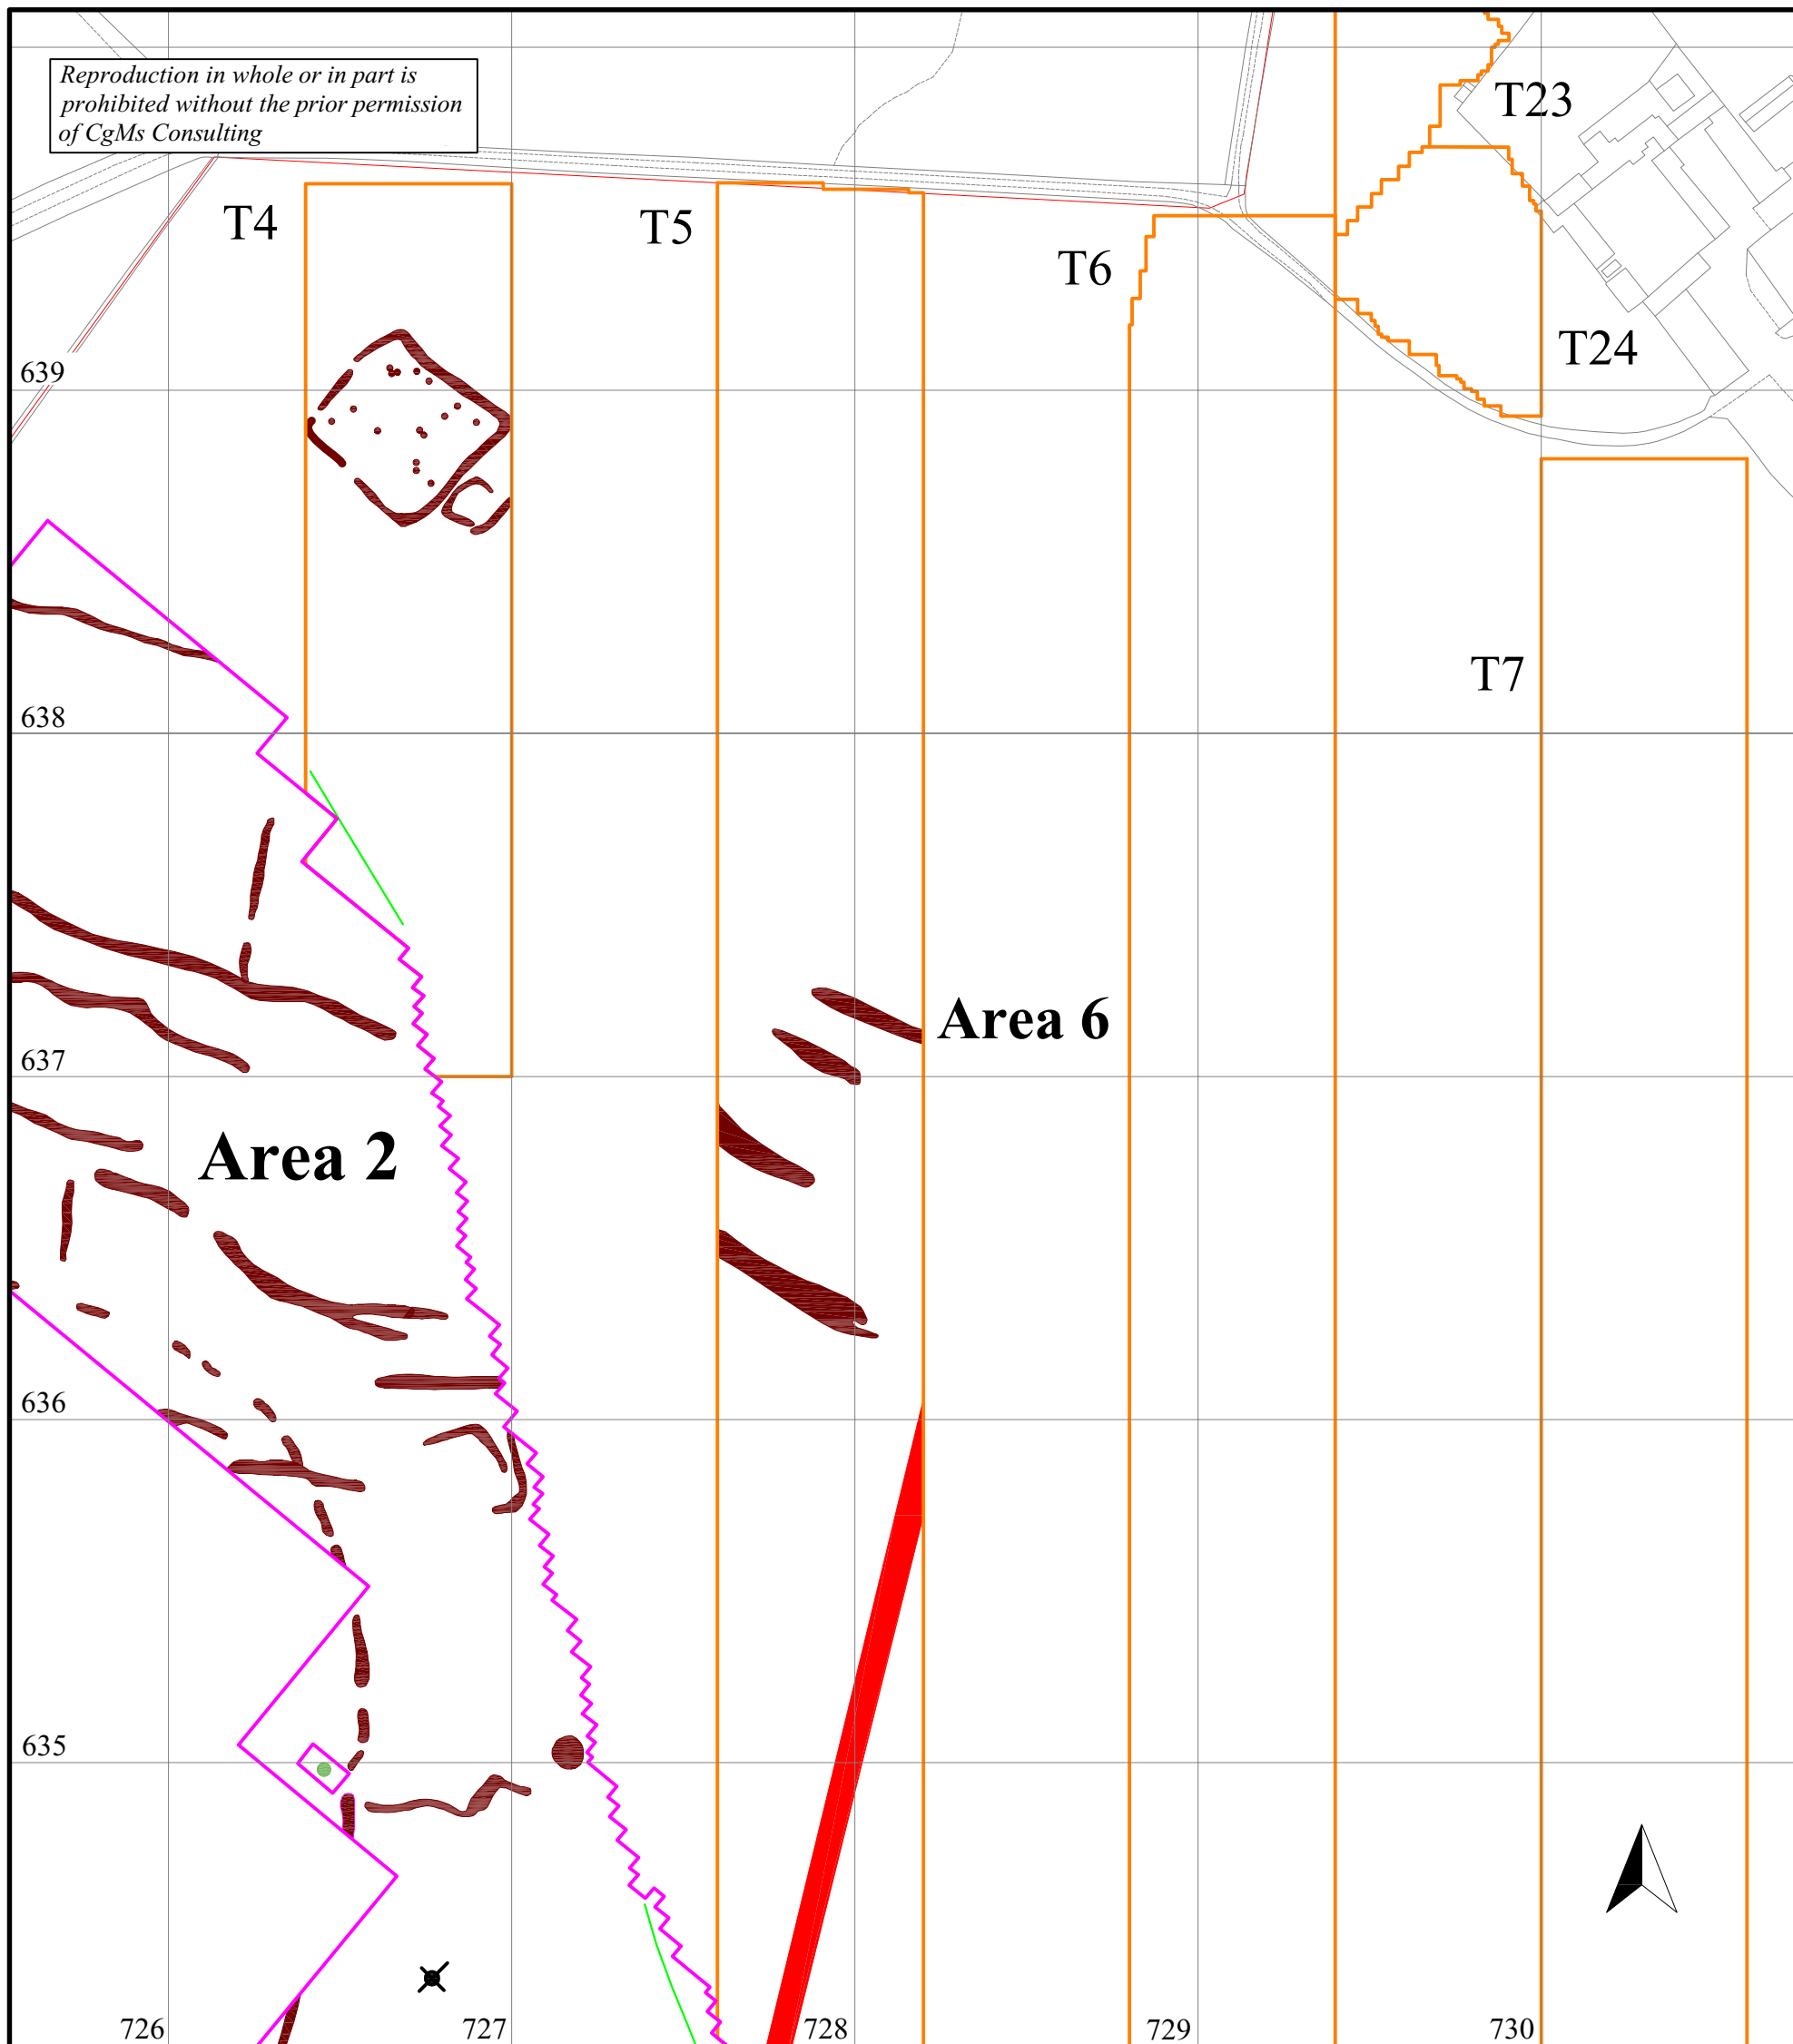 Reproduction in whole or in part is
prohibited without the prior permission
of CgMs Consulting
T23
T4
T5
T6
T24
639
T7
638
Area 6
637
Area 2
636
635
726
727
728
729
730